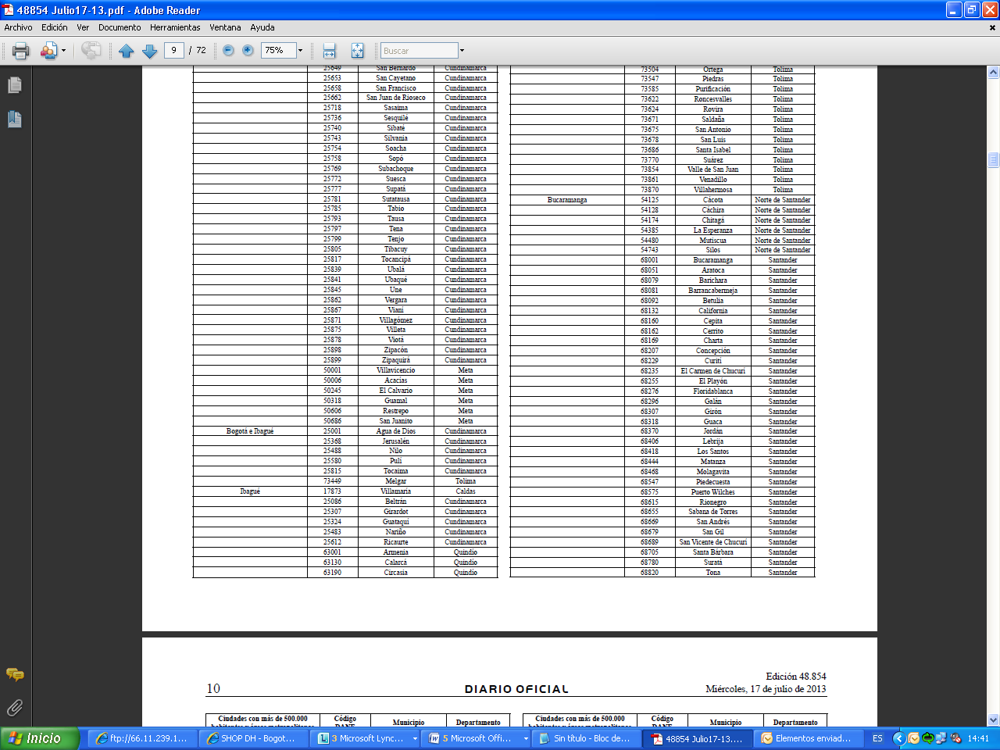 48854 Julio17-13.pdf - Adobe Reader
Archivo Edición Ver Documento Herramientas Ventana Ayuda
9 / 72 75% Buscar
25649 San Bernardo Cundinamarca
25653 San Cayetano Cundinamarca
25658 San Francisco Cundinamarca
25662 San Juan de Rioseco Cundinamarca
25718 Sasaima Cundinamarca
25736 Sesquilé Cundinamarca
25740 Sibaté Cundinamarca
25743 Silvania Cundinamarca
25754 Soacha Cundinamarca
25758 Sopó Cundinamarca
25769 Subachoque Cundinamarca
25772 Suesca Cundinamarca
25777 Supatá Cundinamarca
25781 Sutatausa Cundinamarca
25785 Tabio Cundinamarca
25793 Tausa Cundinamarca
25797 Tena Cundinamarca
25799 Tenjo Cundinamarca
25805 Tibacuy Cundinamarca
25817 Tocancipá Cundinamarca
25839 Ubalá Cundinamarca
25841 Ubaqué Cundinamarca
25845 Une Cundinamarca
25862 Vergara Cundinamarca
25867 Vianí Cundinamarca
25871 Villagómez Cundinamarca
25875 Villeta Cundinamarca
25878 Viotá Cundinamarca
25898 Zipacón Cundinamarca
25899 Zipaquirá Cundinamarca
50001 Villavicencio Meta
50006 Acacías Meta
50245 El Calvario Meta
50318 Guamal Meta
50606 Restrepo Meta
50686 San Juanito Meta
Bogotá e Ibagué 25001 Agua de Dios Cundinamarca
25368 Jerusalén Cundinamarca
25488 Nilo Cundinamarca
25580 Pulí Cundinamarca
25815 Tocaima Cundinamarca
73449 Melgar Tolima
Ibagué 17873 Villamaría Caldas
25086 Beltrán Cundinamarca
25307 Girardot Cundinamarca
25324 Guataquí Cundinamarca
25483 Nariño Cundinamarca
25612 Ricaurte Cundinamarca
63001 Armenia Quindío
63130 Calarcá Quindío
63190 Circasia Quindío
73504 Ortega Tolima
73547 Piedras Tolima
73585 Purificación Tolima
73622 Roncesvalles Tolima
73624 Rovira Tolima
73671 Saldaña Tolima
73675 San Antonio Tolima
73678 San Luis Tolima
73686 Santa Isabel Tolima
73770 Suárez Tolima
73854 Valle de San Juan Tolima
73861 Venadillo Tolima
73870 Villahermosa Tolima
Bucaramanga 54125 Cácota Norte de Santander
54128 Cáchira Norte de Santander
54174 Chitagá Norte de Santander
54385 La Esperanza Norte de Santander
54480 Mutiscua Norte de Santander
54743 Silos Norte de Santander
68001 Bucaramanga Santander
68051 Aratoca Santander
68079 Barichara Santander
68081 Barrancabermeja Santander
68092 Betulia Santander
68132 California Santander
68160 Cepita Santander
68162 Cerrito Santander
68169 Charta Santander
68207 Concepción Santander
68229 Curití Santander
68235 El Carmen de Chucurí Santander
68255 El Playón Santander
68276 Floridablanca Santander
68296 Galán Santander
68307 Girón Santander
68318 Guaca Santander
68370 Jordán Santander
68406 Lebrija Santander
68418 Los Santos Santander
68444 Matanza Santander
68468 Molagavita Santander
68547 Piedecuesta Santander
68575 Puerto Wilches Santander
68615 Rionegro Santander
68655 Sabana de Torres Santander
68669 San Andrés Santander
68679 San Gil Santander
68689 San Vicente de Chucurí Santander
68705 Santa Bárbara Santander
68780 Suratá Santander
68820 Tona Santander
Edición 48.854
10 DIARIO OFICIAL Miércoles, 17 de julio de 2013
Ciudades con más de 500.000 Código Municipio Departamento
habitantes y áreas metropolitanas DANE
Ciudades con más de 500.000 Código Municipio Departamento
habitantes y áreas metropolitanas DANE
Inicio ftp://66.11.239.1... SHOP DH - Bogot... 3 Microsoft Lync... 5 Microsoft Offi... Sin título - Bloc de... 48854 Julio17-13.... Elementos enviad... ES 14:41